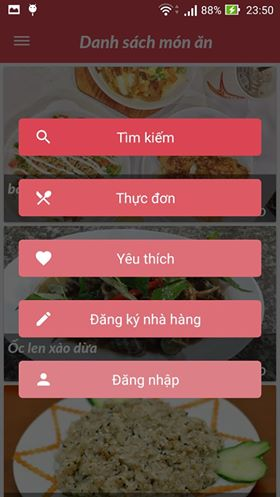 88% 23:50
Danh sách món ăn
Tìm kiếm
Thực đơn
Yêu thích
Ốc len xào dừa
Đăng ký nhà hàng
Đăng nhập